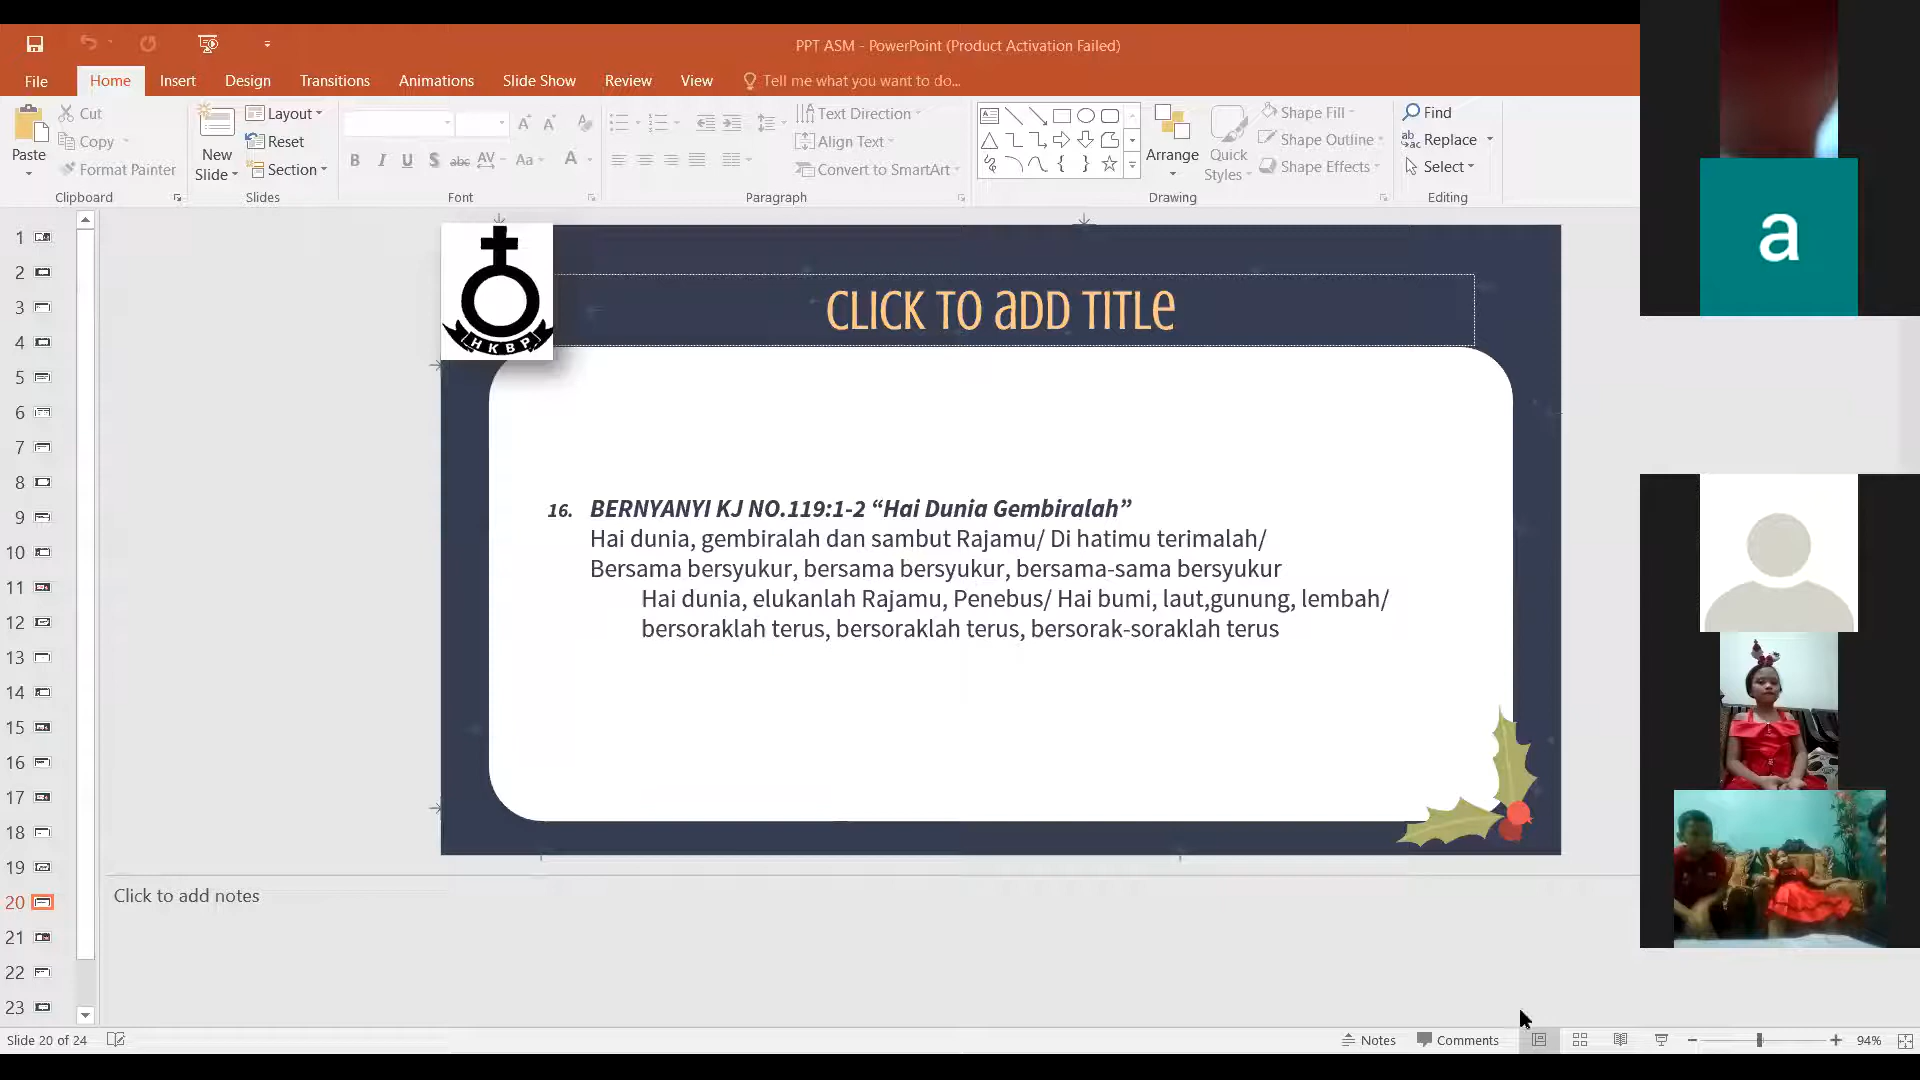 PPT ASM - PowerPoint (Product Activation Failed)
File Home Insert Design Transitions Animations Slide Show Review View Tell me what you want to do...
Paste
Cut
Copy
Format Painter
Clipboard
New Slide
Layout
Reset
Section
Slides
B I U S abc AV Aa A
Font
Text Direction
Align Text
Convert to SmartArt
Paragraph
Arrange
Quick Styles
Shape Fill
Shape Outline
Shape Effects
Drawing
Find
Replace
Select
Editing
1
2
3
4
5
6
7
8
9
10
11
12
13
14
15
16
17
18
19
20
21
22
23
HKBP
CLICK TO aDD TITLe
16. BERNYANYI KJ NO.119:1-2 “Hai Dunia Gembiralah”
Hai dunia, gembiralah dan sambut Rajamu/ Di hatimu terimalah/
Bersama bersyukur, bersama bersyukur, bersama-sama bersyukur
Hai dunia, elukanlah Rajamu, Penebus/ Hai bumi, laut,gunung, lembah/
bersoraklah terus, bersoraklah terus, bersorak-soraklah terus
Click to add notes
Slide 20 of 24
Notes
Comments
94%
a